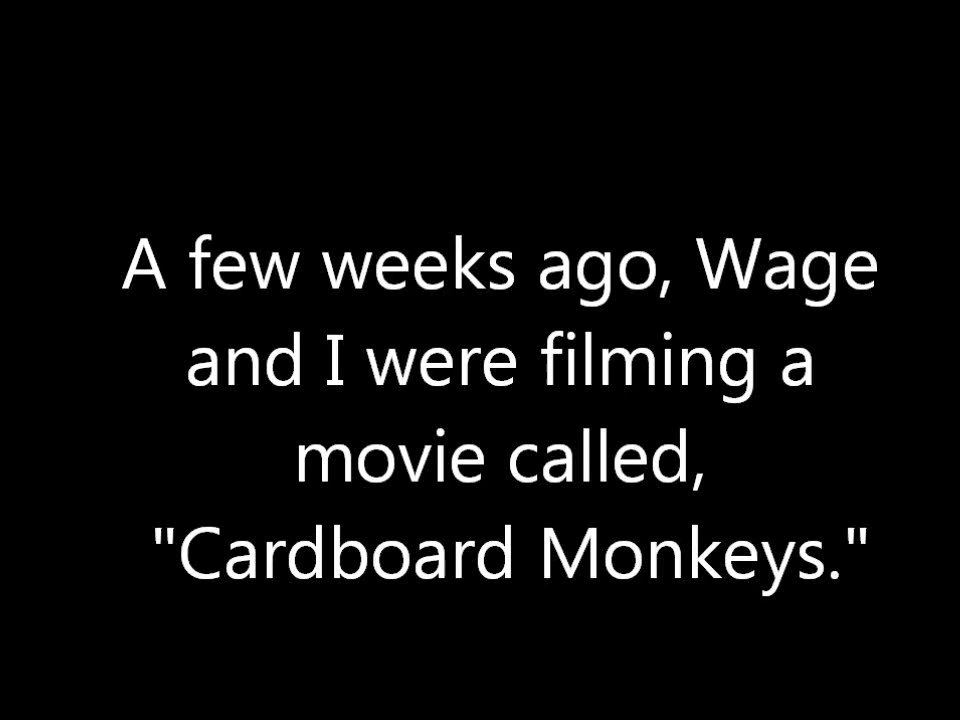 A few weeks ago, Wage
and I were filming a
movie called,
"Cardboard Monkeys."